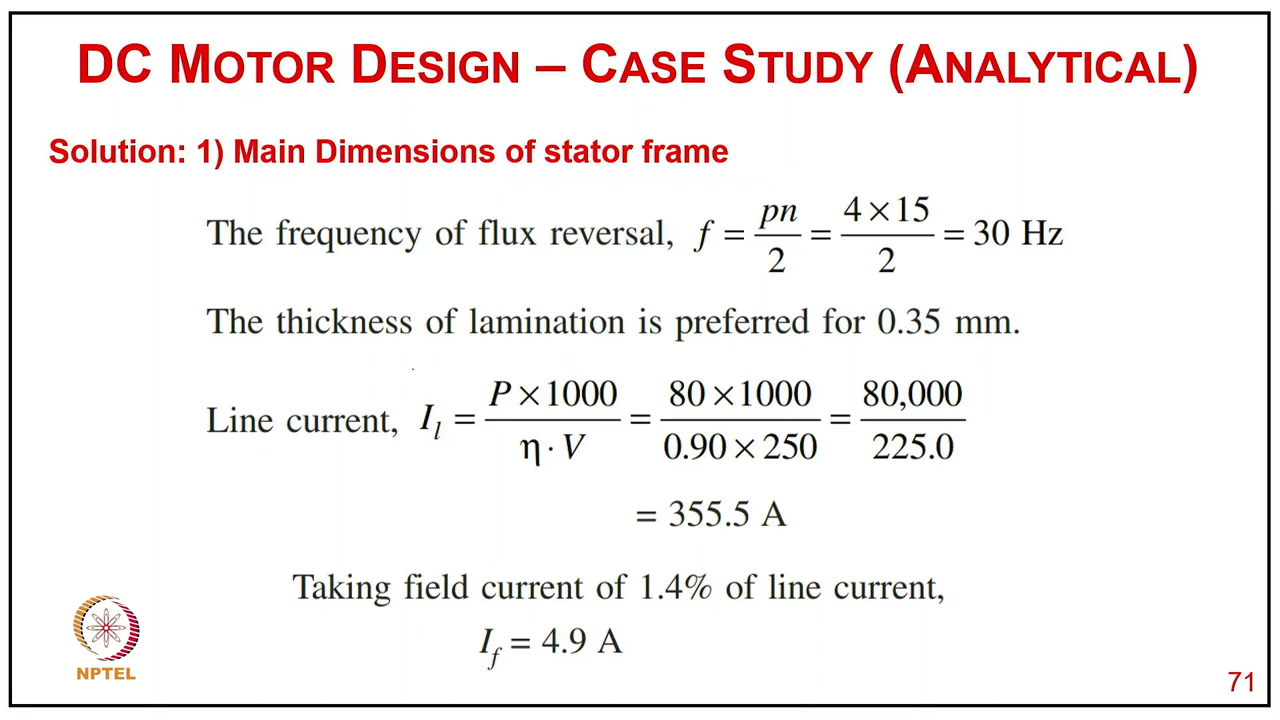 DC MOTOR DESIGN – CASE STUDY (ANALYTICAL)
Solution: 1) Main Dimensions of stator frame
The frequency of flux reversal, f = pn/2 = 4 × 15/2 = 30 Hz
The thickness of lamination is preferred for 0.35 mm.
Line current, I_l = P × 1000/η · V = 80 × 1000/0.90 × 250 = 80,000/225.0
= 355.5 A
Taking field current of 1.4% of line current,
I_f = 4.9 A
NPTEL
71